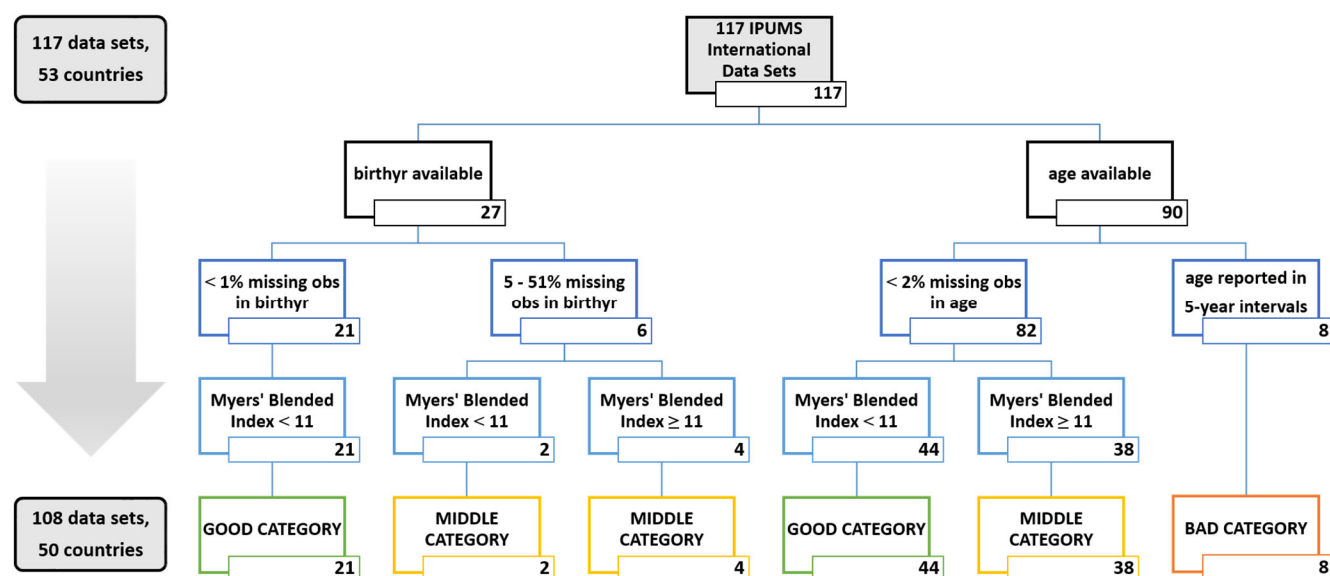 117 data sets,
53 countries
117 IPUMS
International
Data Sets
117
birthyr available
27
age available
90
< 1% missing obs
in birthyr
21
5 - 51% missing
obs in birthyr
6
< 2% missing obs
in age
82
age reported in
5-year intervals
8
Myers' Blended
Index < 11
21
Myers' Blended
Index < 11
2
Myers' Blended
Index ≥ 11
4
Myers' Blended
Index < 11
44
Myers' Blended
Index ≥ 11
38
108 data sets,
50 countries
GOOD CATEGORY
21
MIDDLE
CATEGORY
2
MIDDLE
CATEGORY
4
GOOD CATEGORY
44
MIDDLE
CATEGORY
38
BAD CATEGORY
8